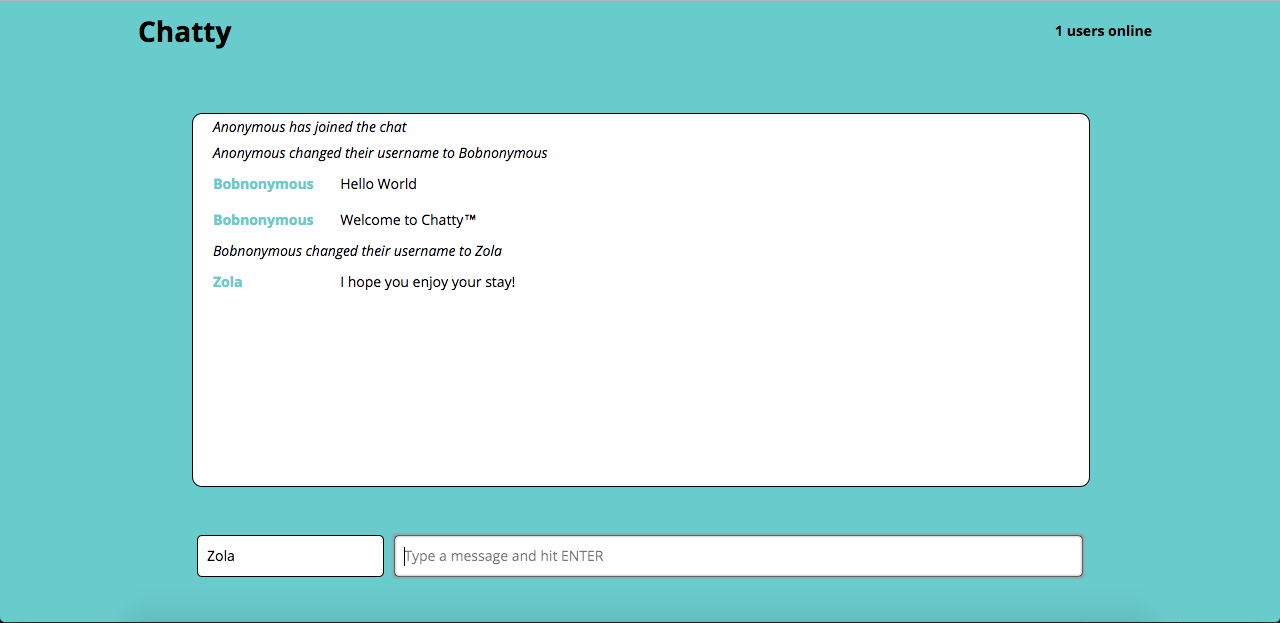 Chatty
1 users online
Anonymous has joined the chat
Anonymous changed their username to Bobnonymous
Bobnonymous Hello World
Bobnonymous Welcome to Chatty™
Bobnonymous changed their username to Zola
Zola I hope you enjoy your stay!
Zola Type a message and hit ENTER